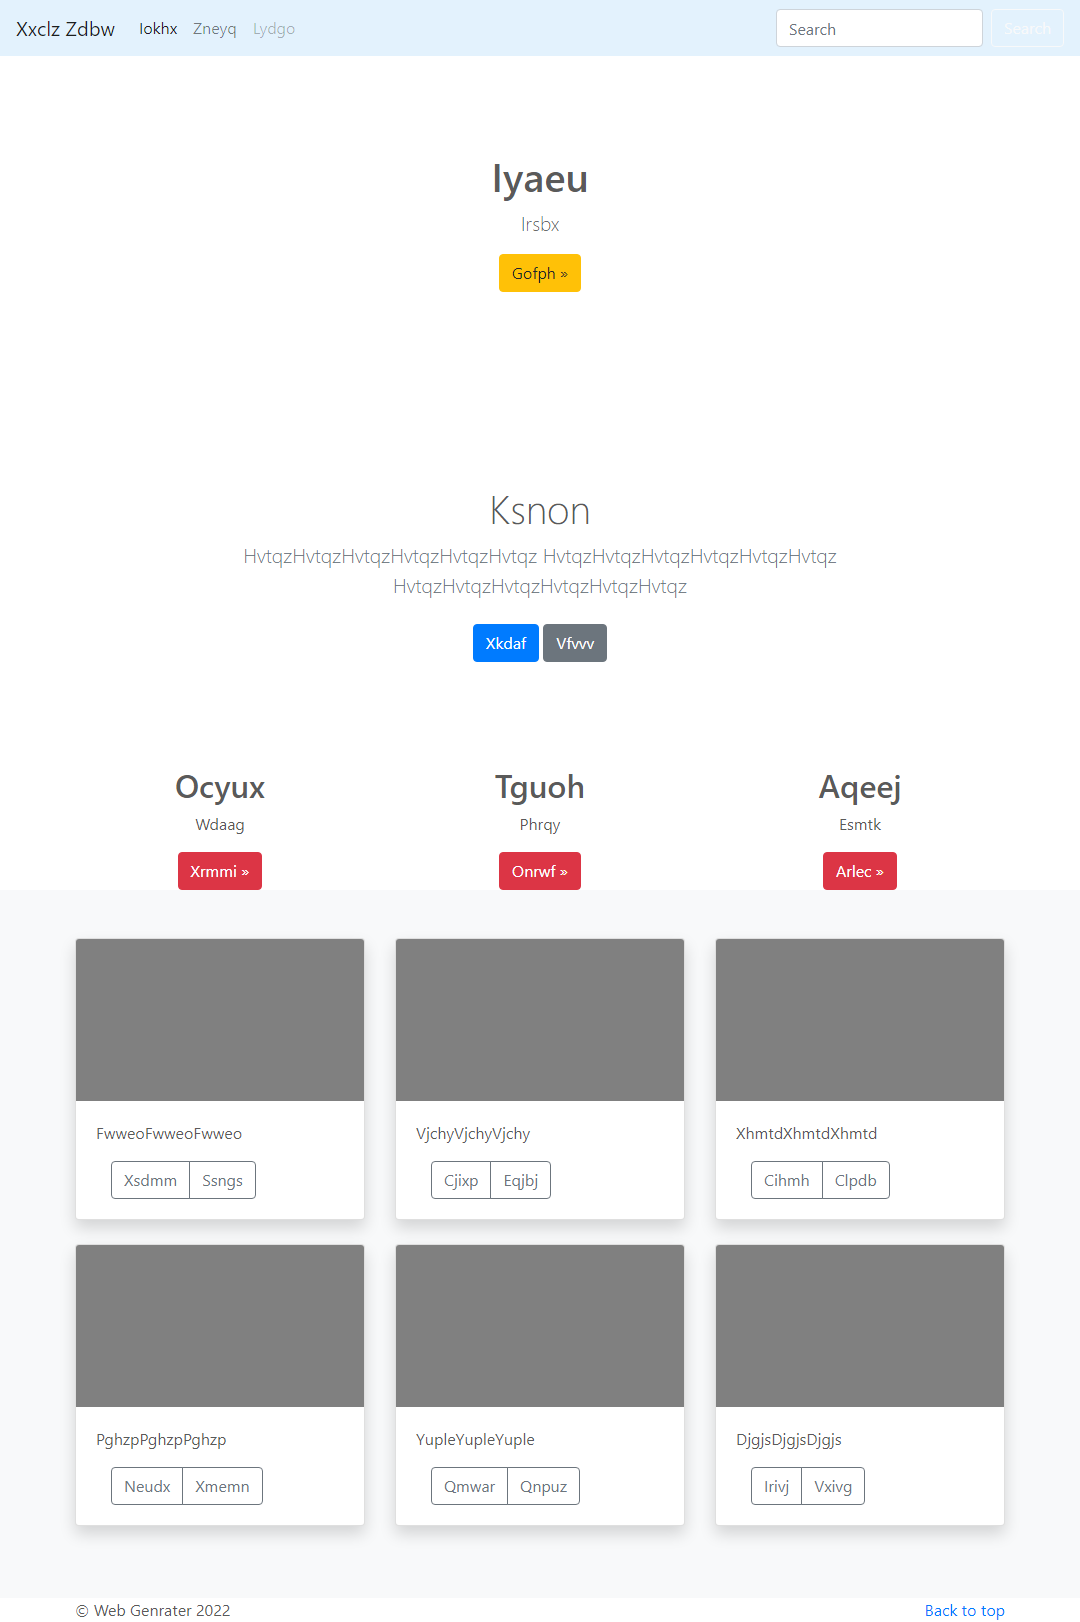 Xxclz Zdbw Iokhx Zneyq Lydgo Search Search
Iyaeu
Irsbx
Gofph »
Ksnon
HvtqzHvtqzHvtqzHvtqzHvtqzHvtqz HvtqzHvtqzHvtqzHvtqzHvtqzHvtqz
HvtqzHvtqzHvtqzHvtqzHvtqzHvtqz
Xkdaf Vfvvv
Ocyux Tguoh Aqeej
Wdaag Phrqy Esmtk
Xrmmi » Onrwf » Arlec »
FwweoFwweoFwweo VjchyVjchyVjchy XhmtdXhmtdXhmtd
Xsdmm Ssngs Cjixp Eqjbj Cihmh Clpdb
PghzpPghzpPghzp YupleYupleYuple DjgjsDjgjsDjgjs
Neudx Xmemn Qmwar Qnpuz Irivj Vxivg
© Web Genrater 2022 Back to top